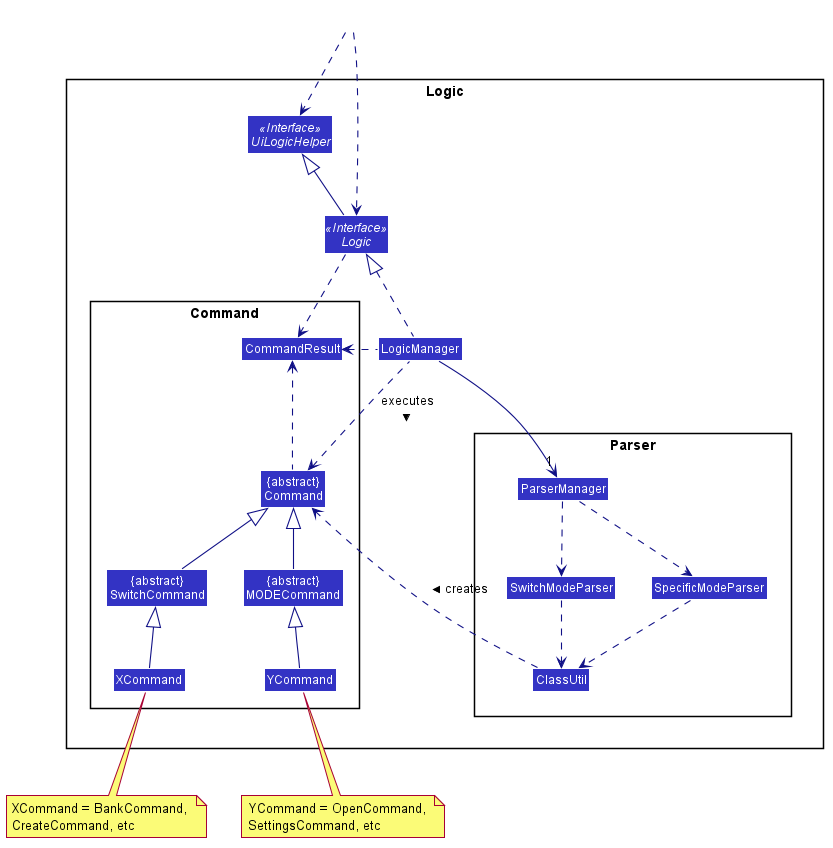 Logic
«Interface»
UiLogicHelper
«Interface»
Logic
Command
CommandResult
LogicManager
executes
▼
Parser
1
{abstract}
Command
ParserManager
{abstract}
SwitchCommand
{abstract}
MODECommand
◄ creates
SwitchModeParser
SpecificModeParser
XCommand
YCommand
ClassUtil
XCommand = BankCommand,
CreateCommand, etc
YCommand = OpenCommand,
SettingsCommand, etc